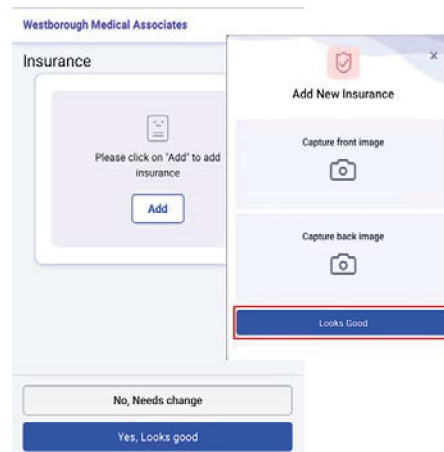 Westborough Medical Associates
Insurance
Please click on "Add" to add
insurance
Add
No, Needs change
Yes, Looks good
×
Add New Insurance
Capture front image
Capture back image
Looks Good